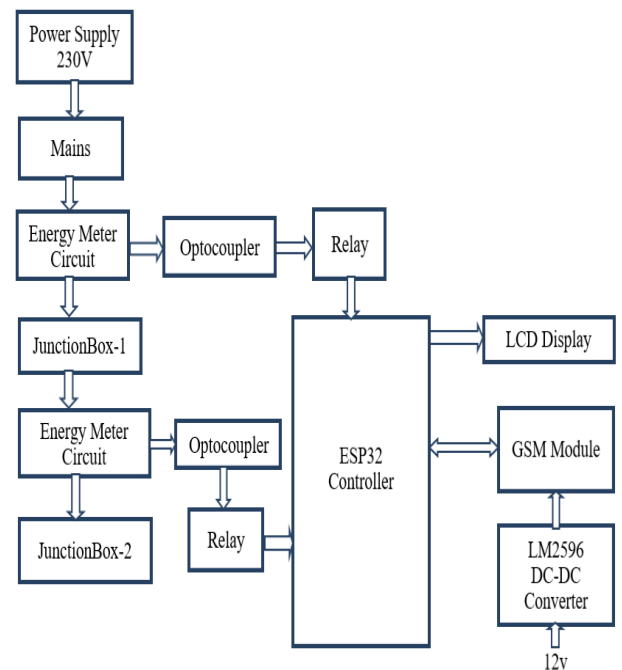 Power Supply
230V
Mains
Energy Meter
Circuit
Optocoupler
Relay
JunctionBox-1
LCD Display
Energy Meter
Circuit
Optocoupler
ESP32
Controller
GSM Module
JunctionBox-2
Relay
LM2596
DC-DC
Converter
12v